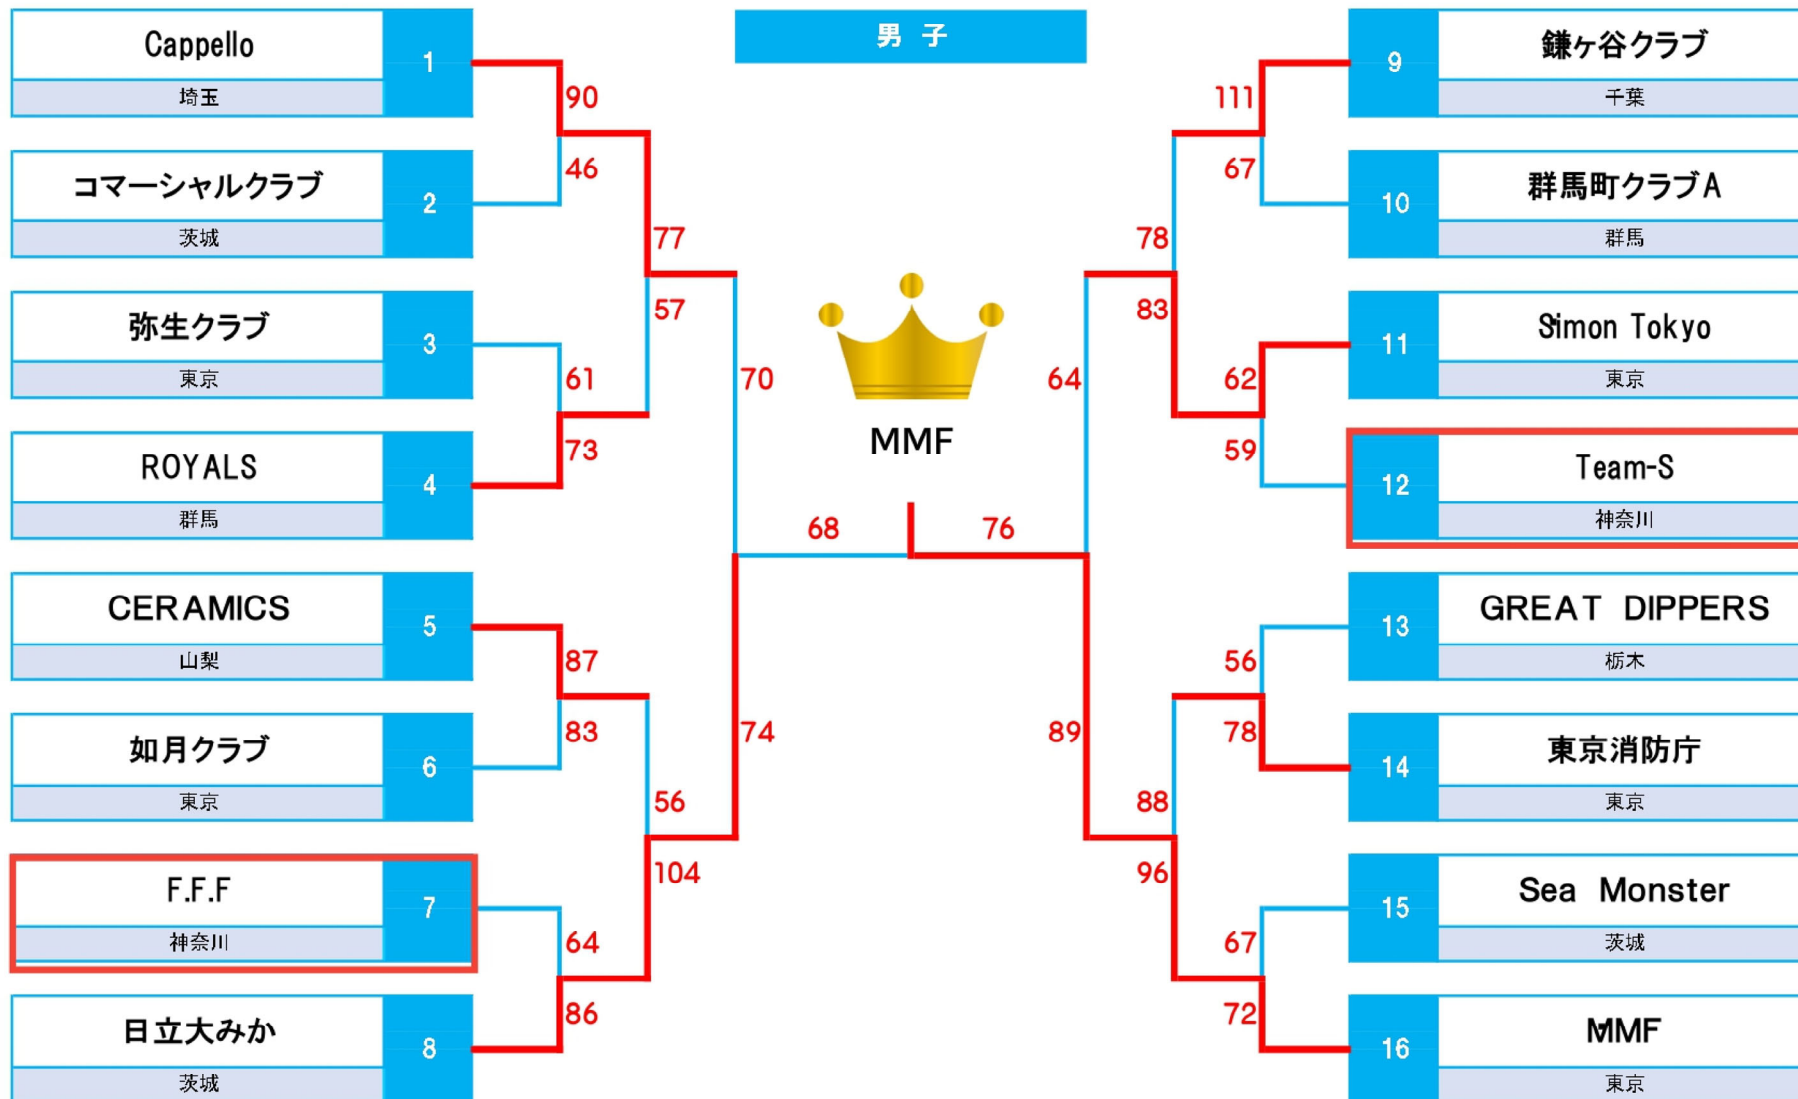 男子
Cappello
1
埼玉
90
46
コマーシャルクラブ
2
茨城
77
57
弥生クラブ
3
東京
61
73
ROYALS
4
群馬
70
CERAMICS
5
山梨
87
83
如月クラブ
6
東京
56
104
74
F.F.F
7
神奈川
64
86
日立大みか
8
茨城
MMF
68
76
鎌ヶ谷クラブ
9
千葉
111
67
群馬町クラブA
10
群馬
78
83
Simon Tokyo
11
東京
62
59
Team-S
12
神奈川
64
GREAT DIPPERS
13
栃木
56
78
東京消防庁
14
東京
89
88
96
Sea Monster
15
茨城
67
72
MMF
16
東京